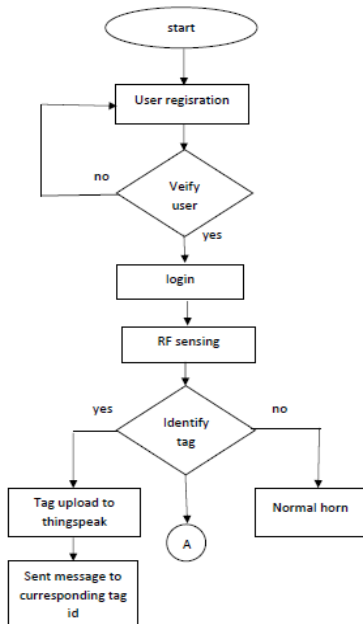 start
User regisration
no
Veify
user
yes
login
RF sensing
yes
no
Identify
tag
Tag upload to
thingspeak
Normal horn
A
Sent message to
curresponding tag
id